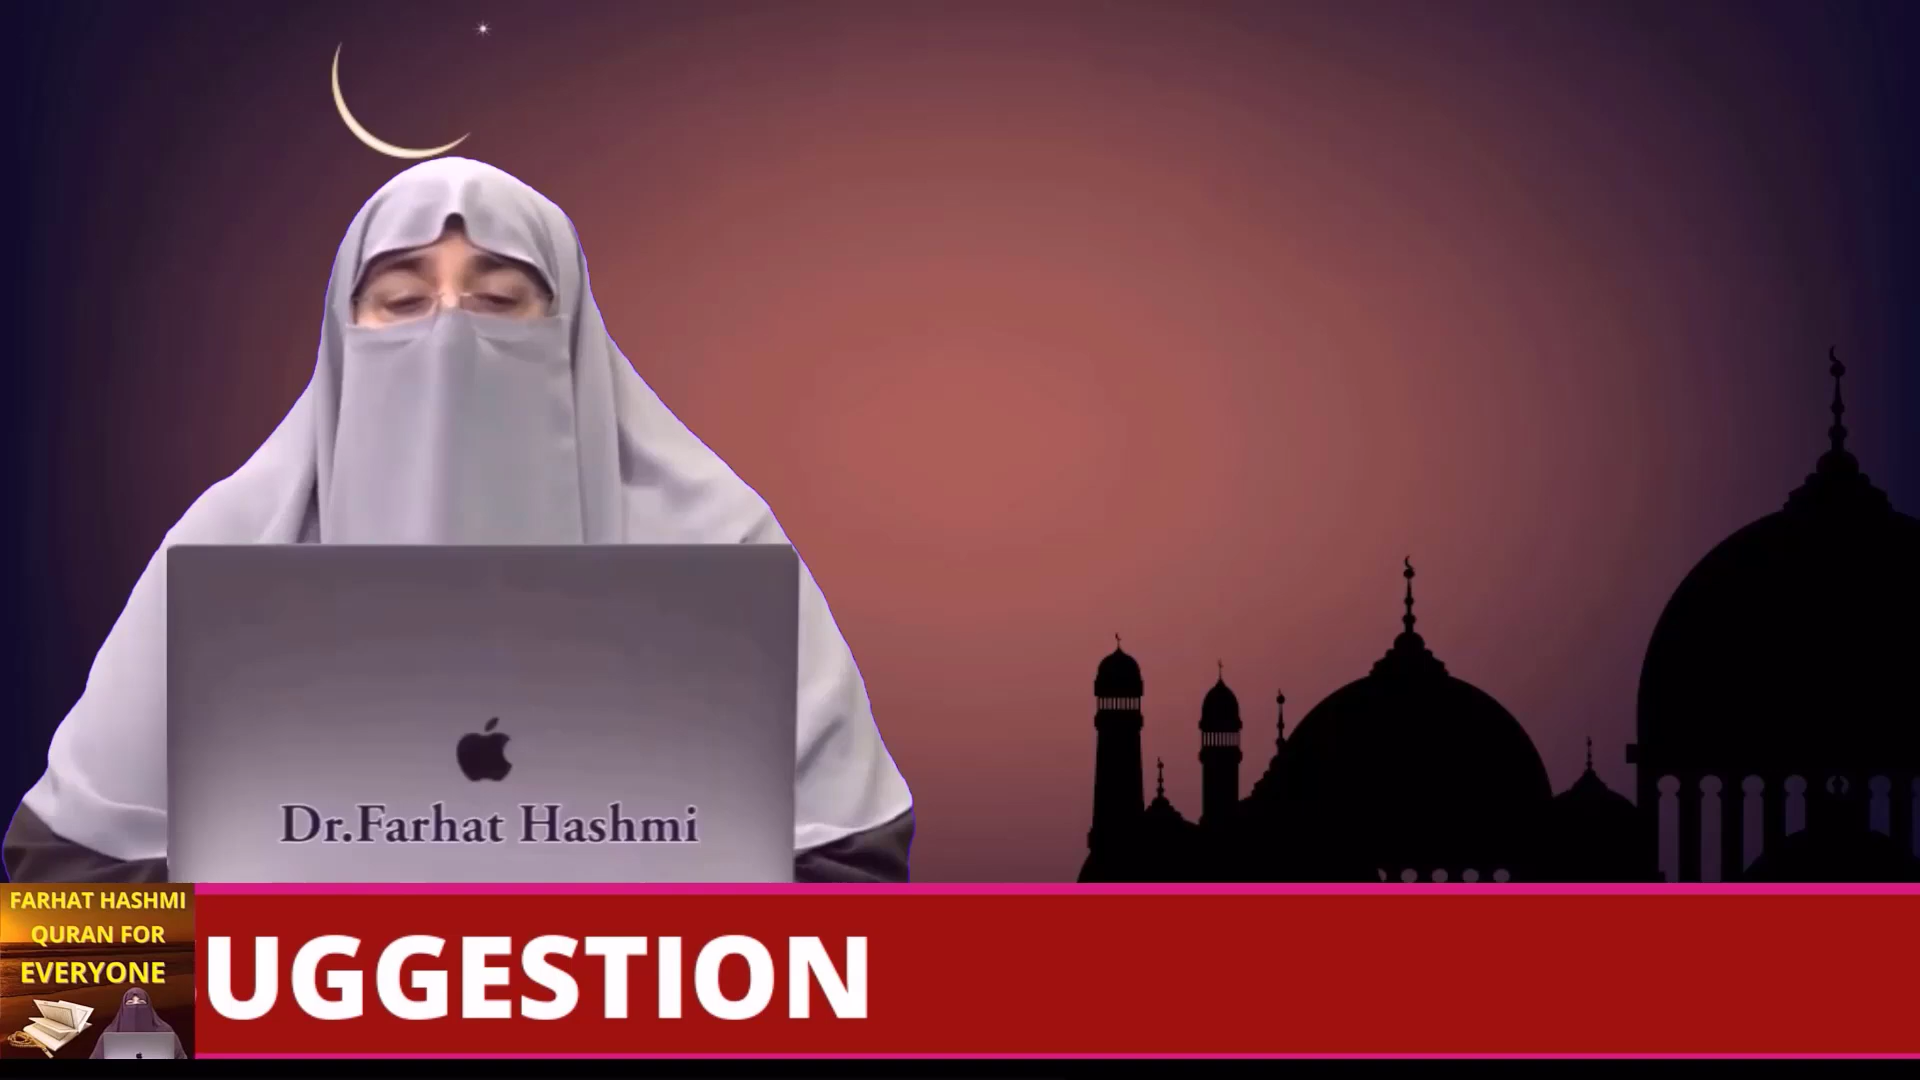 Dr.Farhat Hashmi
FARHAT HASHMI
QURAN FOR
EVERYONE
UGGESTION